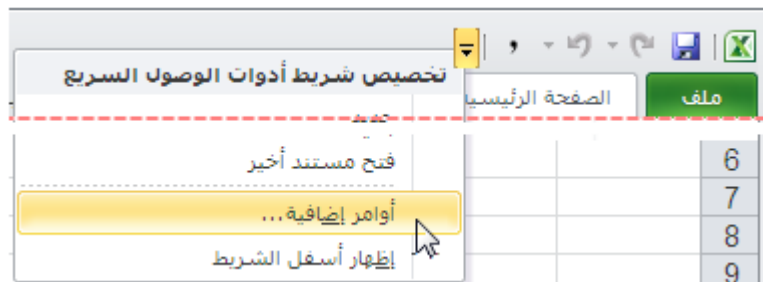 تخصيص شريط أدوات الوصول السريع
ملف
الصفحة الرئيسية
فتح مستند أخير
أوامر إضافية...
إظهار أسفل الشريط
6
7
8
9